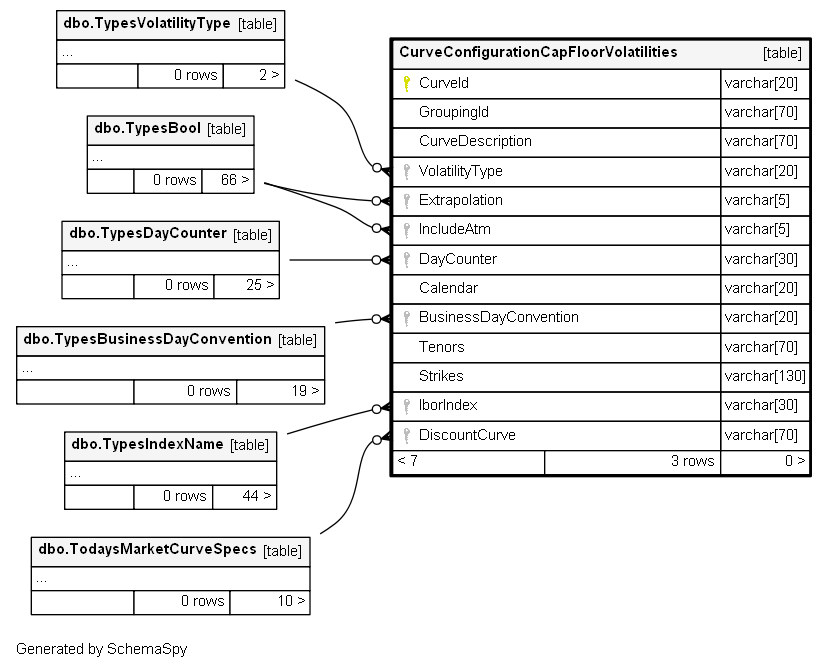 dbo.TypesVolatilityType [table]
...
0 rows 2 >
dbo.TypesBool [table]
...
0 rows 66 >
dbo.TypesDayCounter [table]
...
0 rows 25 >
dbo.TypesBusinessDayConvention [table]
...
0 rows 19 >
dbo.TypesIndexName [table]
...
0 rows 44 >
dbo.TodaysMarketCurveSpecs [table]
...
0 rows 10 >
CurveConfigurationCapFloorVolatilities [table]
CurveId varchar[20]
GroupingId varchar[70]
CurveDescription varchar[70]
VolatilityType varchar[20]
Extrapolation varchar[5]
IncludeAtm varchar[5]
DayCounter varchar[30]
Calendar varchar[20]
BusinessDayConvention varchar[20]
Tenors varchar[70]
Strikes varchar[130]
IborIndex varchar[30]
DiscountCurve varchar[70]
< 7 3 rows 0 >
Generated by SchemaSpy